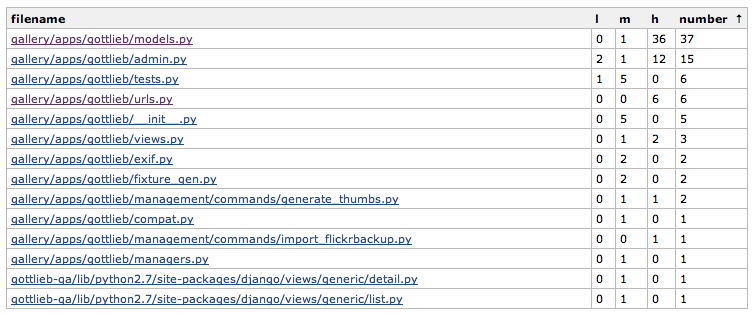 filename l m h number ↑
gallery/apps/gottlieb/models.py 0 1 36 37
gallery/apps/gottlieb/admin.py 2 1 12 15
gallery/apps/gottlieb/tests.py 1 5 0 6
gallery/apps/gottlieb/urls.py 0 0 6 6
gallery/apps/gottlieb/__init__.py 0 5 0 5
gallery/apps/gottlieb/views.py 0 1 2 3
gallery/apps/gottlieb/exif.py 0 2 0 2
gallery/apps/gottlieb/fixture_gen.py 0 2 0 2
gallery/apps/gottlieb/management/commands/generate_thumbs.py 0 1 1 2
gallery/apps/gottlieb/compat.py 0 1 0 1
gallery/apps/gottlieb/management/commands/import_flickrbackup.py 0 0 1 1
gallery/apps/gottlieb/managers.py 0 1 0 1
gottlieb-qa/lib/python2.7/site-packages/django/views/generic/detail.py 0 1 0 1
gottlieb-qa/lib/python2.7/site-packages/django/views/generic/list.py 0 1 0 1